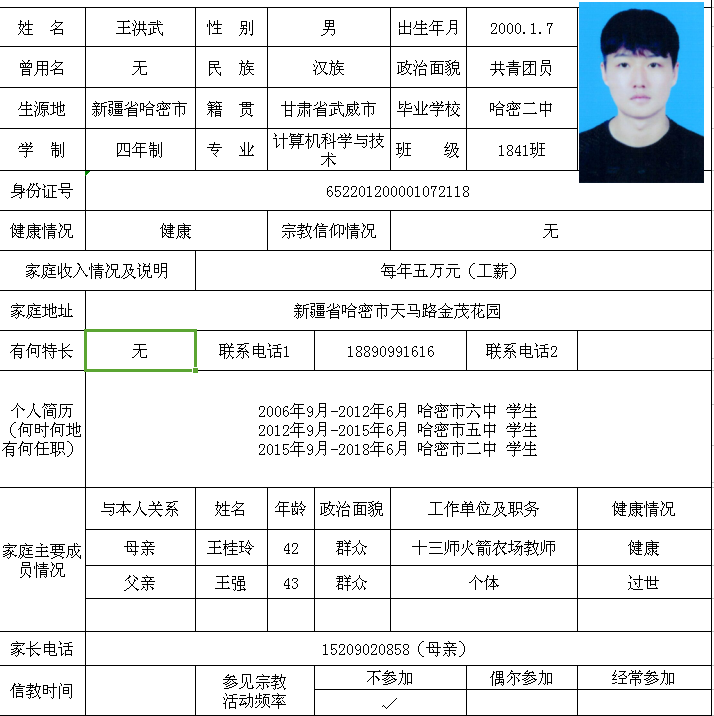 姓 名 王洪武 性 别 男 出生年月 2000.1.7
曾用名 无 民 族 汉族 政治面貌 共青团员
生源地 新疆省哈密市 籍 贯 甘肃省武威市 毕业学校 哈密二中
学 制 四年制 专 业 计算机科学与技术 班 级 1841班
身份证号 652201200001072118
健康情况 健康 宗教信仰情况 无
家庭收入情况及说明 每年五万元（工薪）
家庭地址 新疆省哈密市天马路金茂花园
有何特长 无 联系电话1 18890991616 联系电话2
个人简历
（何时何地
有何任职）
2006年9月-2012年6月 哈密市六中 学生
2012年9月-2015年6月 哈密市五中 学生
2015年9月-2018年6月 哈密市二中 学生
家庭主要成
员情况
与本人关系 姓名 年龄 政治面貌 工作单位及职务 健康情况
母亲 王桂玲 42 群众 十三师火箭农场教师 健康
父亲 王强 43 群众 个体 过世
家长电话 15209020858（母亲）
信教时间 参见宗教
活动频率
不参加 偶尔参加 经常参加
✓